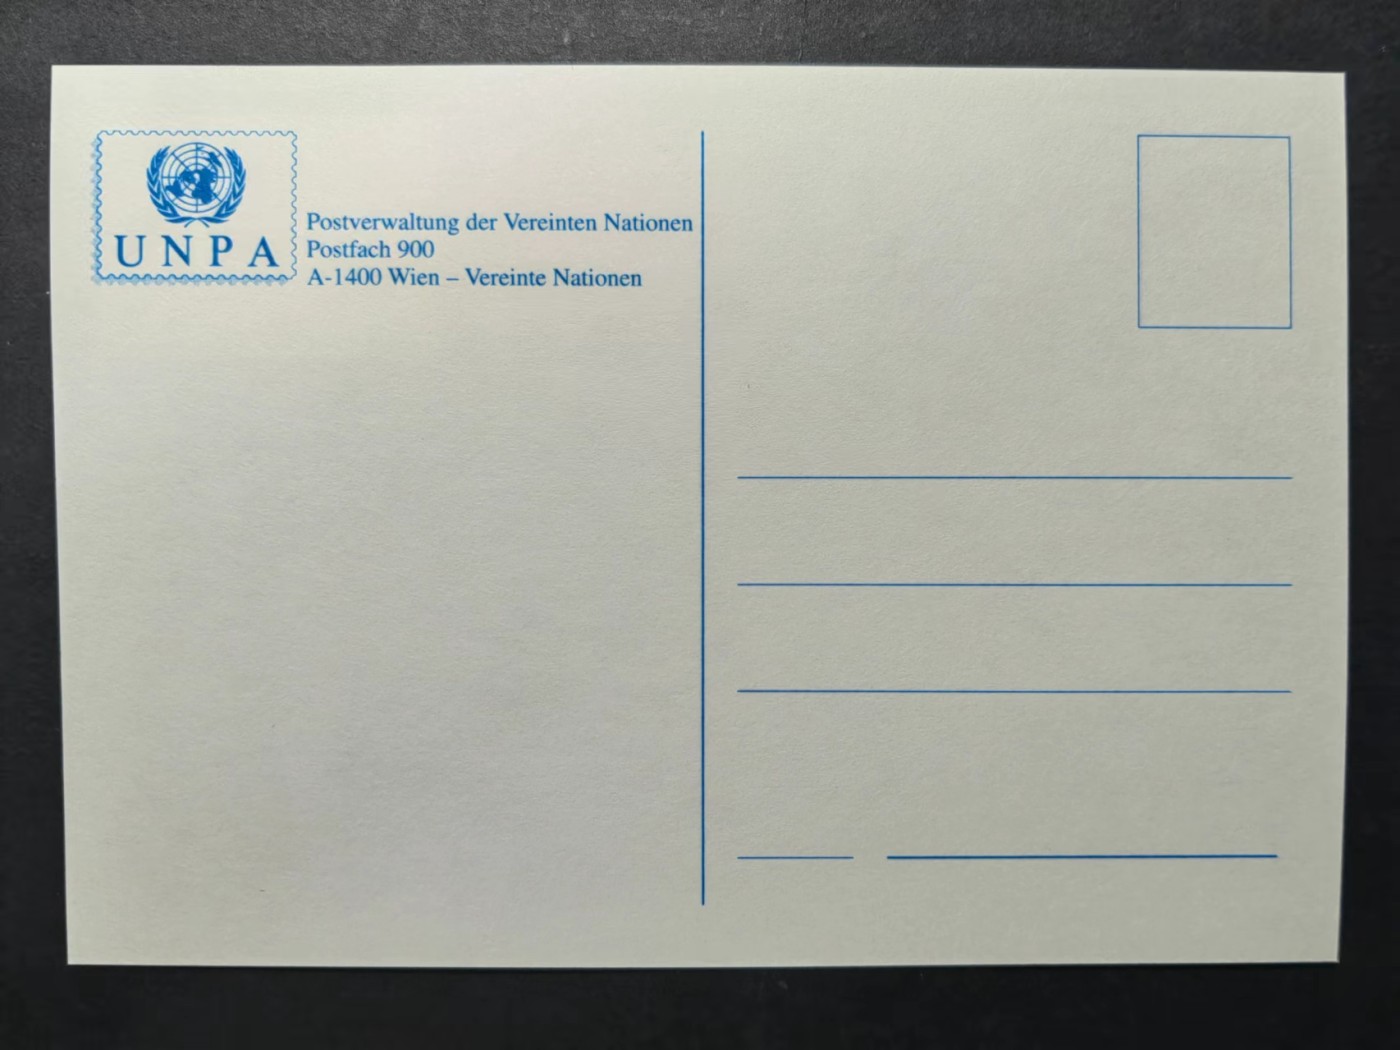 UNPA
Postverwaltung der Vereinten Nationen
Postfach 900
A-1400 Wien – Vereinte Nationen